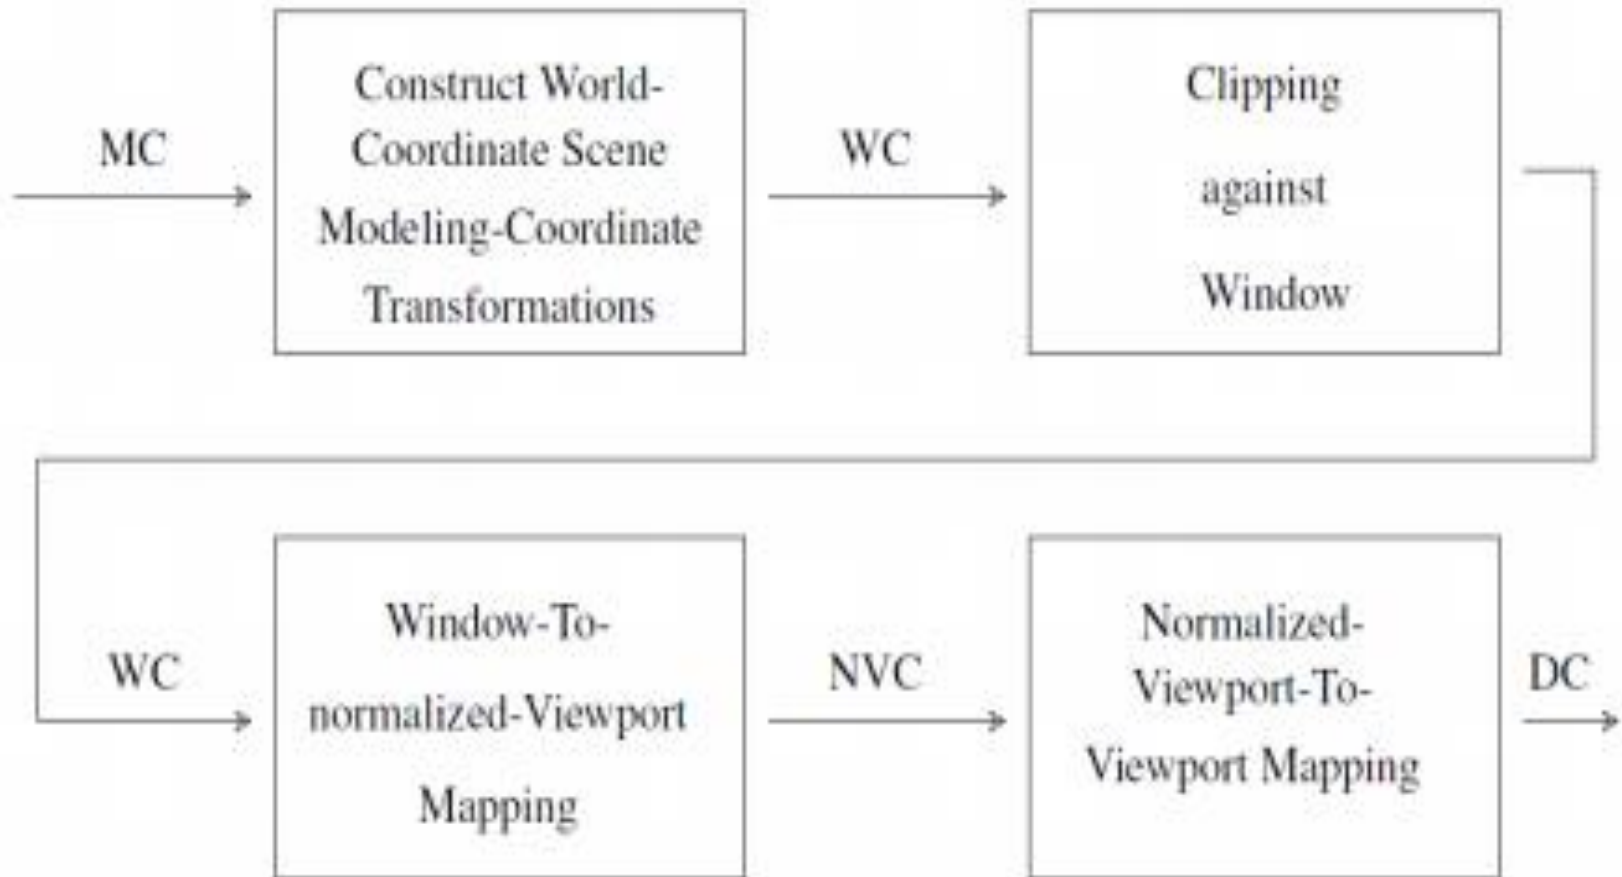 MC
Construct World-
Coordinate Scene
Modeling-Coordinate
Transformations
WC
Clipping
against
Window
WC
Window-To-
normalized-Viewport
Mapping
NVC
Normalized-
Viewport-To-
Viewport Mapping
DC